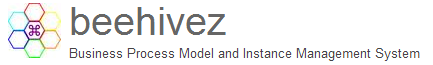 beehivez
Business Process Model and Instance Management System